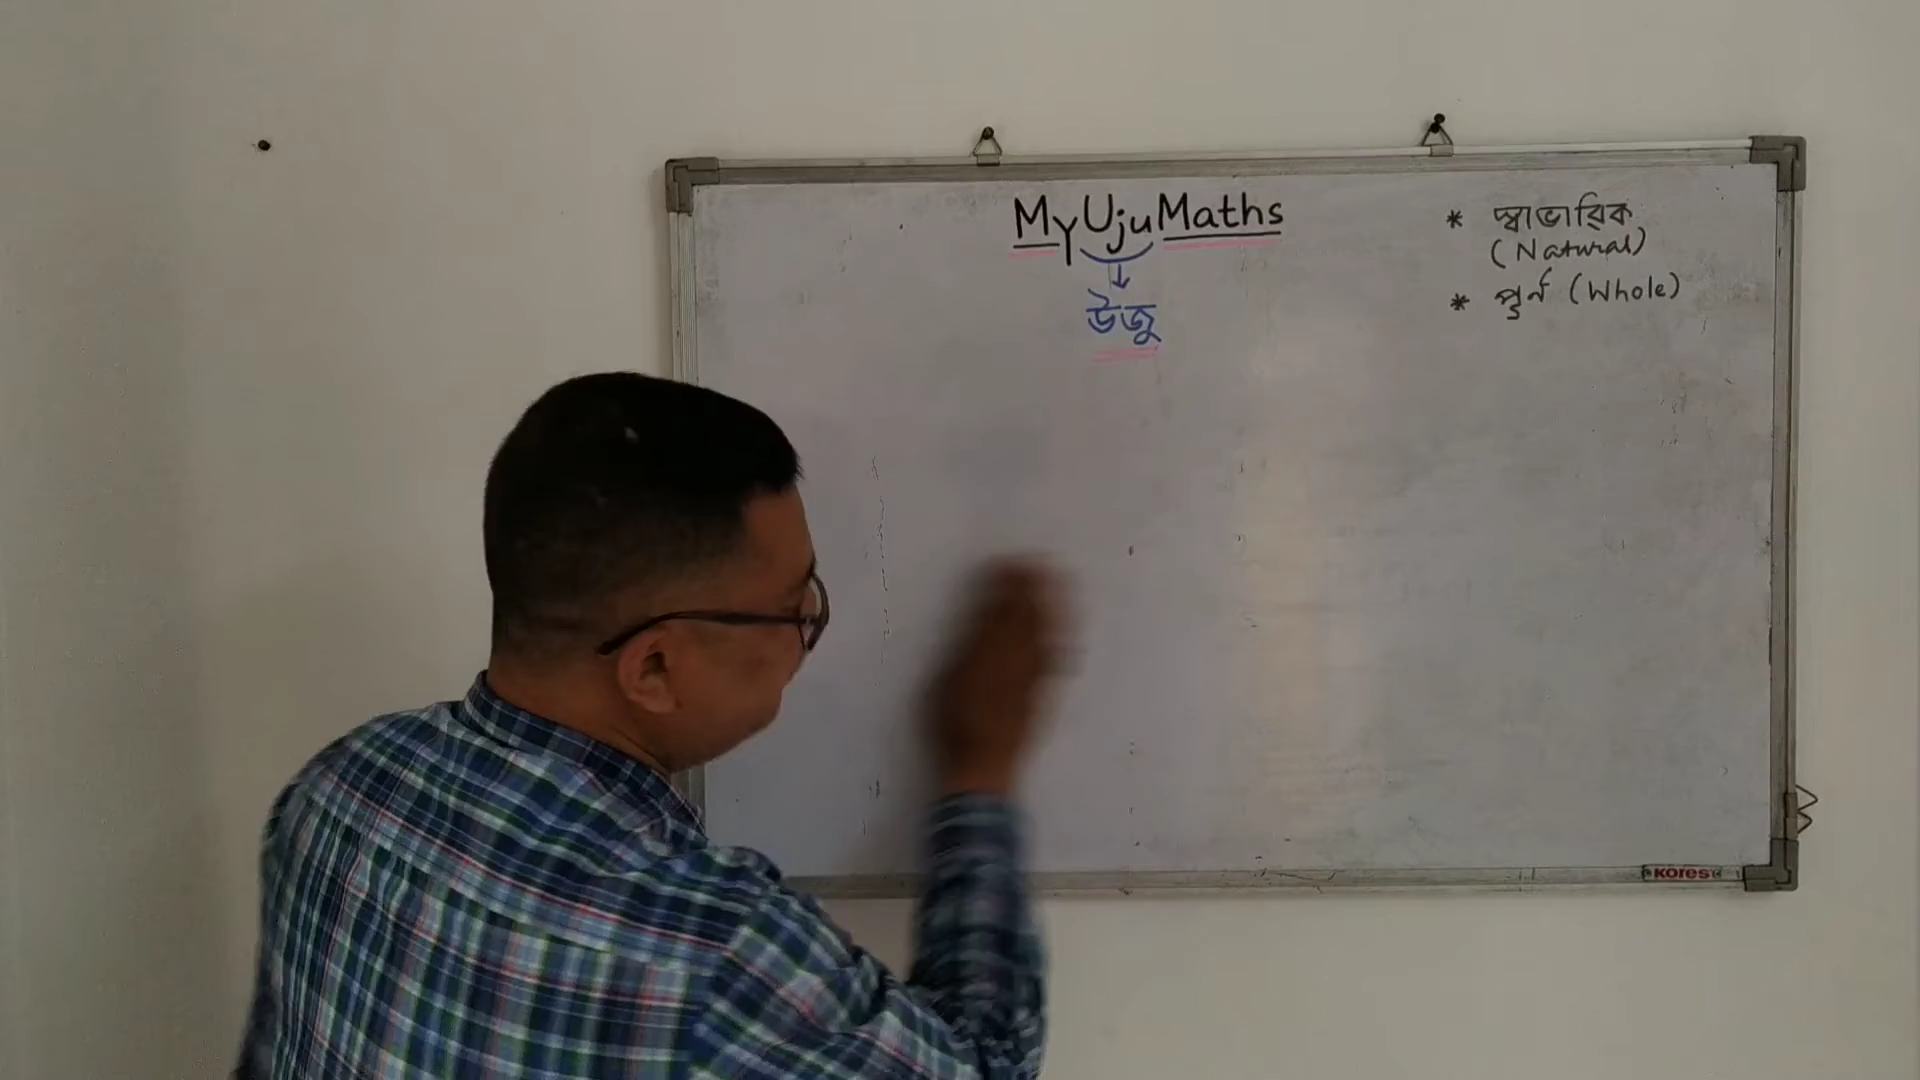 MyUjuMaths
↓
উজু
* স্বাভাৱিক
(Natural)
* পুৰ্ন (Whole)
Kores